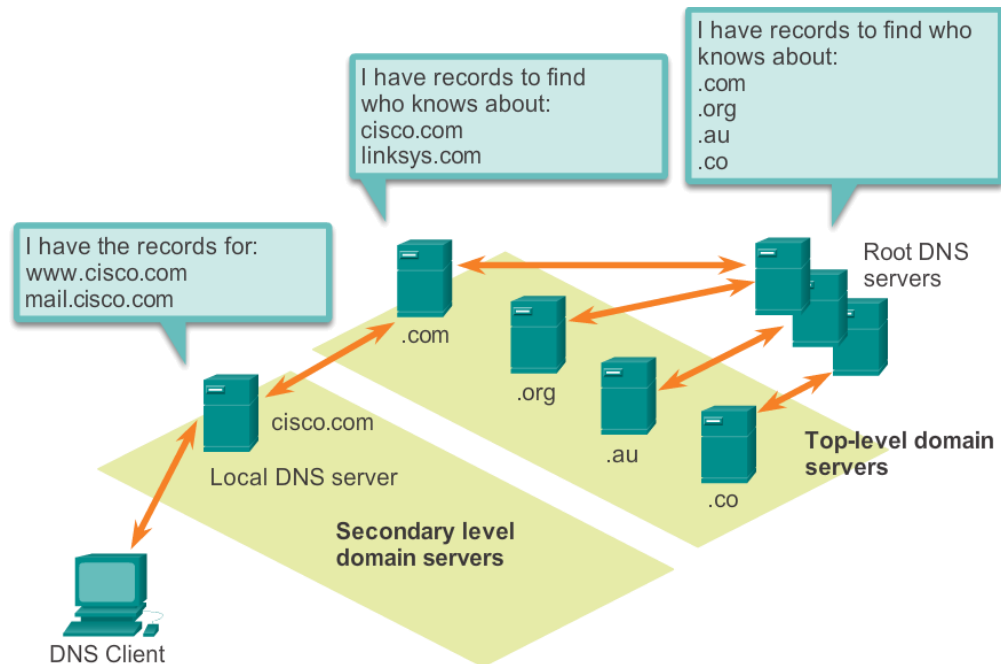 I have records to find who
knows about:
.com
.org
.au
.co
I have records to find
who knows about:
cisco.com
linksys.com
I have the records for:
www.cisco.com
mail.cisco.com
Root DNS
servers
.com
.org
.au
.co
Top-level domain
servers
cisco.com
Local DNS server
Secondary level
domain servers
DNS Client